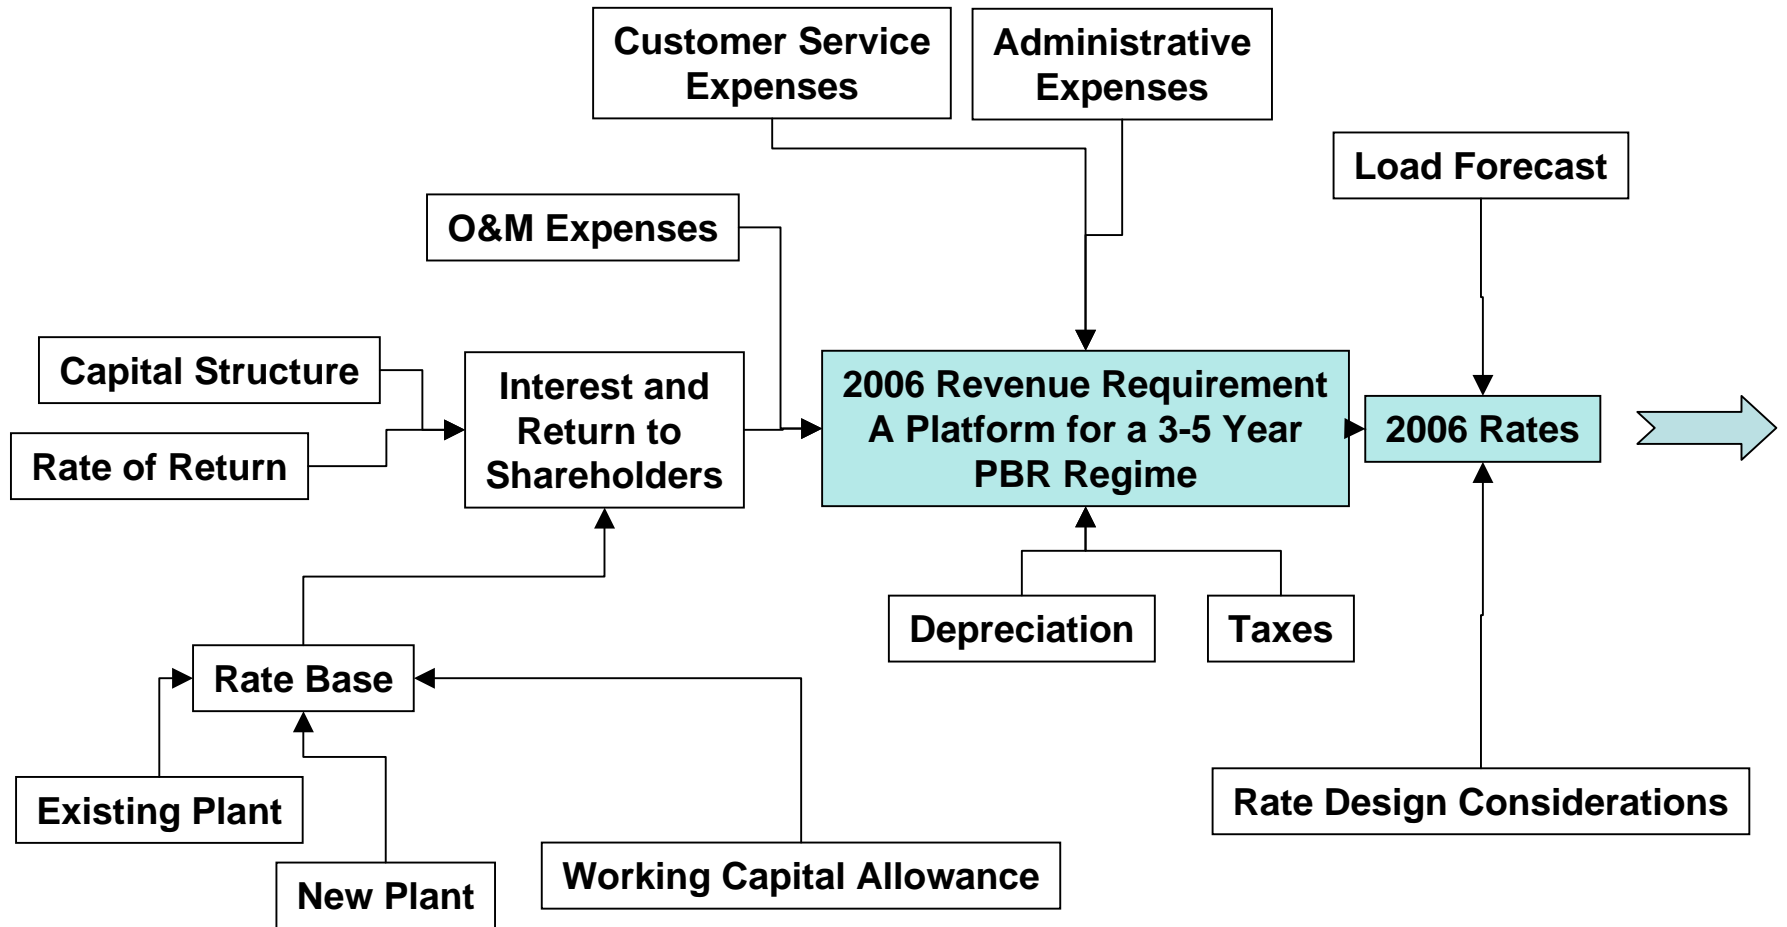 Customer Service
Expenses
Administrative
Expenses
Load Forecast
O&M Expenses
Capital Structure
Rate of Return
Interest and
Return to
Shareholders
2006 Revenue Requirement
A Platform for a 3-5 Year
PBR Regime
2006 Rates
Depreciation
Taxes
Rate Base
Existing Plant
New Plant
Working Capital Allowance
Rate Design Considerations